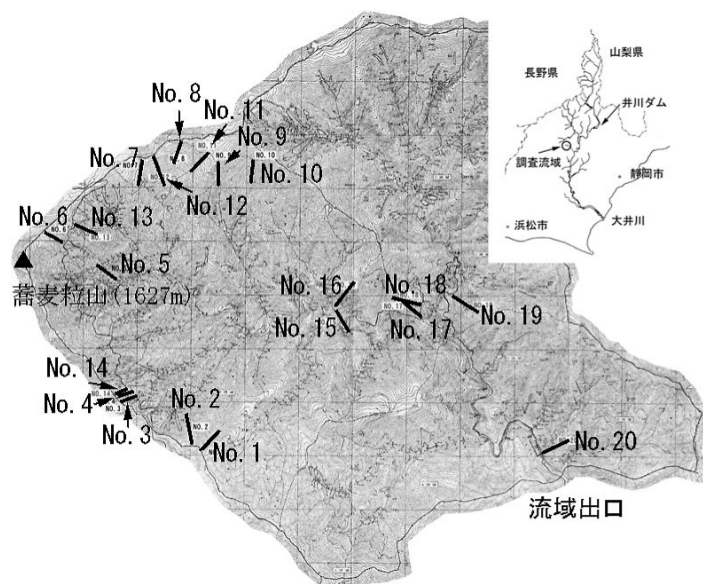 No. 8
No. 11
No. 9
No. 7
No. 10
No. 12
No. 6
No. 13
No. 5
蕎麦粒山(1627m)
No. 16
No. 18
No. 15
No. 17
No. 19
No. 14
No. 4
No. 3
No. 2
No. 1
No. 20
流域出口
山梨県
長野県
井川ダム
調査流域
静岡市
浜松市
大井川